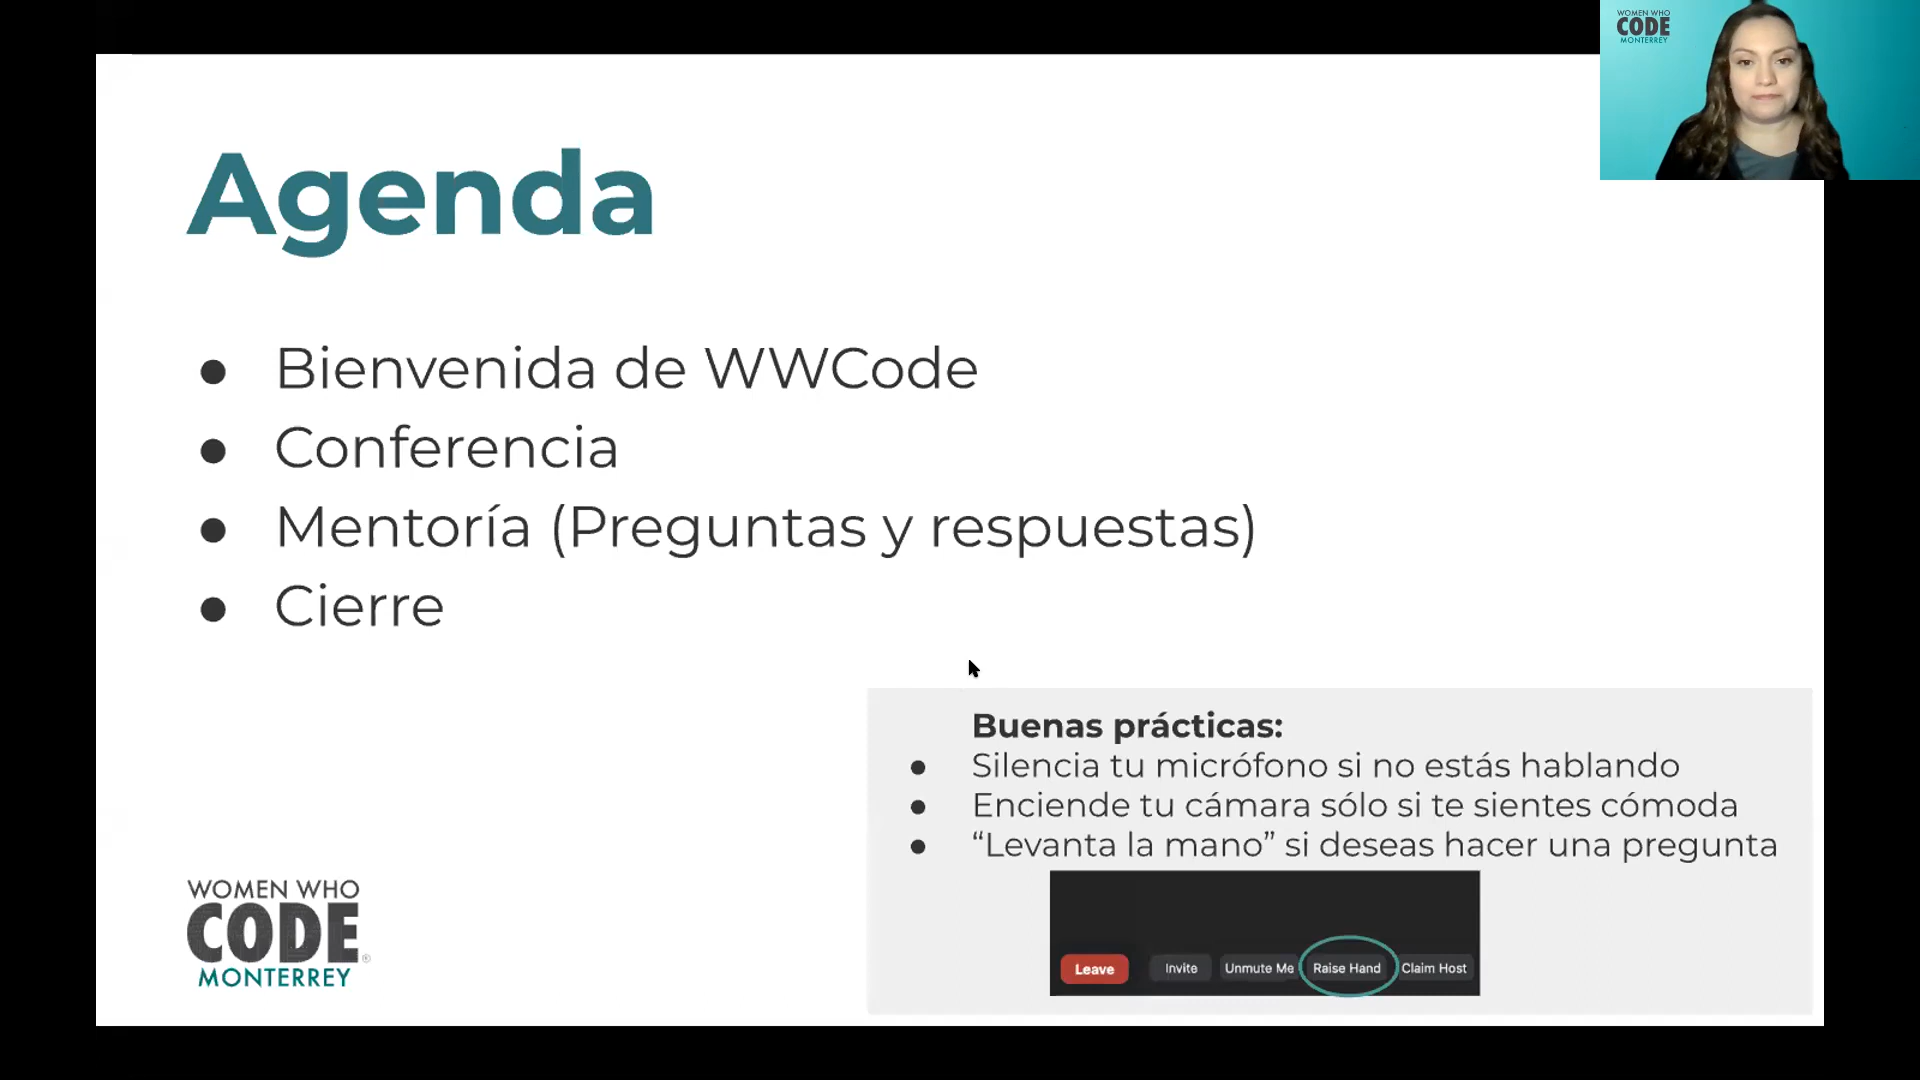 WOMEN WHO
CODE
MONTERREY
Agenda
● Bienvenida de WWCode
● Conferencia
● Mentoría (Preguntas y respuestas)
● Cierre
Buenas prácticas:
● Silencia tu micrófono si no estás hablando
● Enciende tu cámara sólo si te sientes cómoda
● “Levanta la mano” si deseas hacer una pregunta
Leave Invite Unmute Me Raise Hand Claim Host
WOMEN WHO
CODE®
MONTERREY